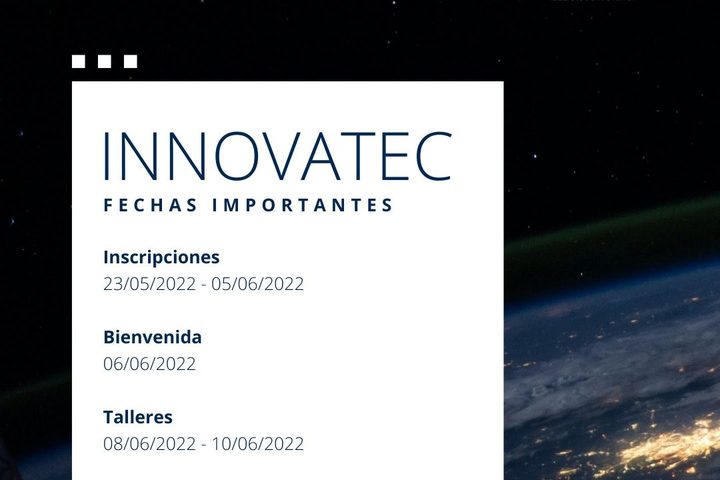 INNOVATEC
FECHAS IMPORTANTES
Inscripciones
23/05/2022 - 05/06/2022
Bienvenida
06/06/2022
Talleres
08/06/2022 - 10/06/2022